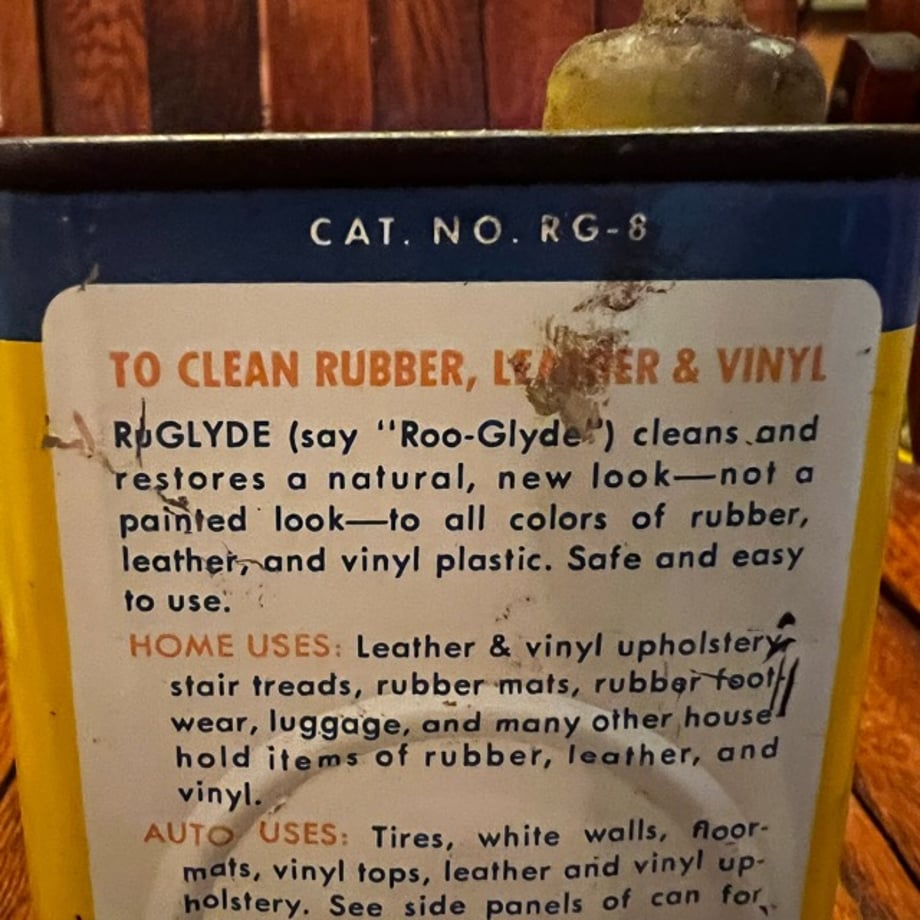 CAT. NO. RG-8
TO CLEAN RUBBER, LEATHER & VINYL
RuGLYDE (say "Roo-Glyde") cleans and
restores a natural, new look—not a
painted look—to all colors of rubber,
leather, and vinyl plastic. Safe and easy
to use.
HOME USES: Leather & vinyl upholstery,
stair treads, rubber mats, rubber foot-
wear, luggage, and many other house-
hold items of rubber, leather, and
vinyl.
AUTO USES: Tires, white walls, floor-
mats, vinyl tops, leather and vinyl up-
holstery. See side panels of can for